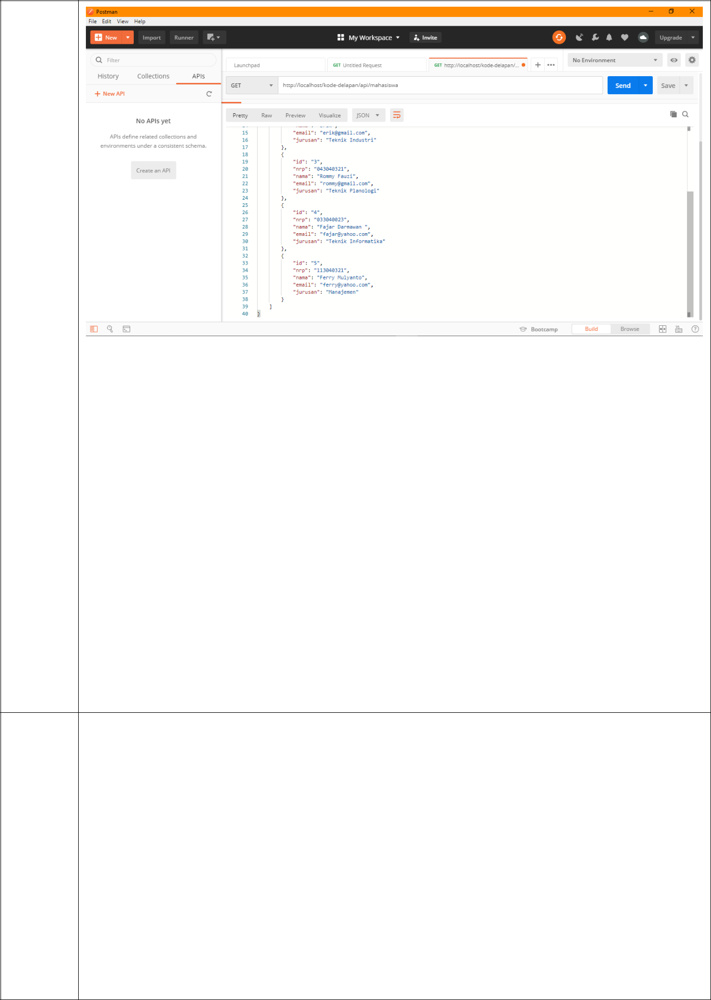 Postman
File Edit View Help
New Import Runner My Workspace Invite Upgrade
Filter
History Collections APIs
+ New API
No APIs yet
APIs define related collections and
environments under a consistent schema.
Create an API
Launchpad GET Untitled Request GET http://localhost/kode-delapan/... + ••• No Environment
GET http://localhost/kode-delapan/api/mahasiswa Send Save
Pretty Raw Preview Visualize JSON
15 "email": "erik@gmail.com",
16 "jurusan": "Teknik Industri"
17 },
18 {
19 "id": "3",
20 "nrp": "043040321",
21 "nama": "Rommy Fauzi",
22 "email": "rommy@gmail.com",
23 "jurusan": "Teknik Planologi"
24 },
25 {
26 "id": "4",
27 "nrp": "033040023",
28 "nama": "Fajar Darmawan ",
29 "email": "fajar@yahoo.com",
30 "jurusan": "Teknik Informatika"
31 },
32 {
33 "id": "5",
34 "nrp": "113040321",
35 "nama": "Ferry Mulyanto",
36 "email": "ferry@yahoo.com",
37 "jurusan": "Manajemen"
38 }
39 ]
40 }
Bootcamp Build Browse